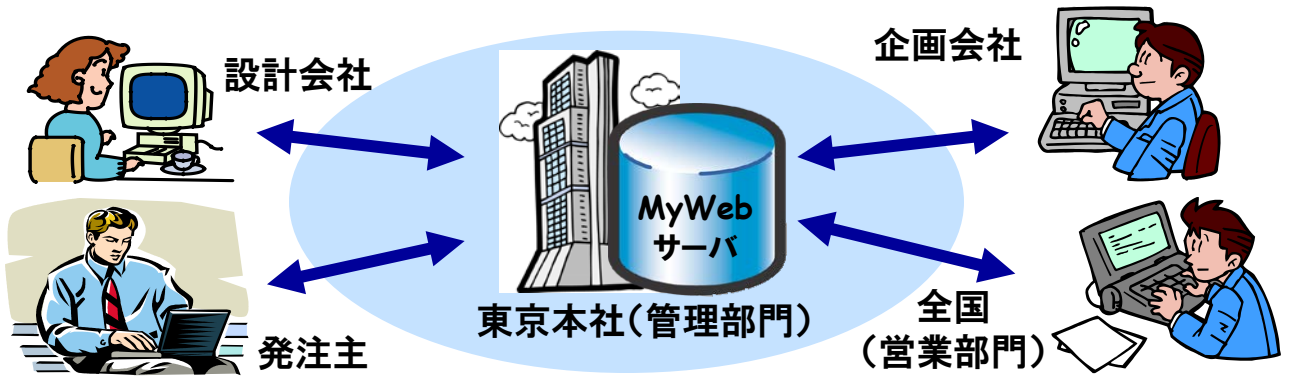 設計会社
企画会社
MyWeb
サーバ
東京本社(管理部門)
発注主
全国
(営業部門)